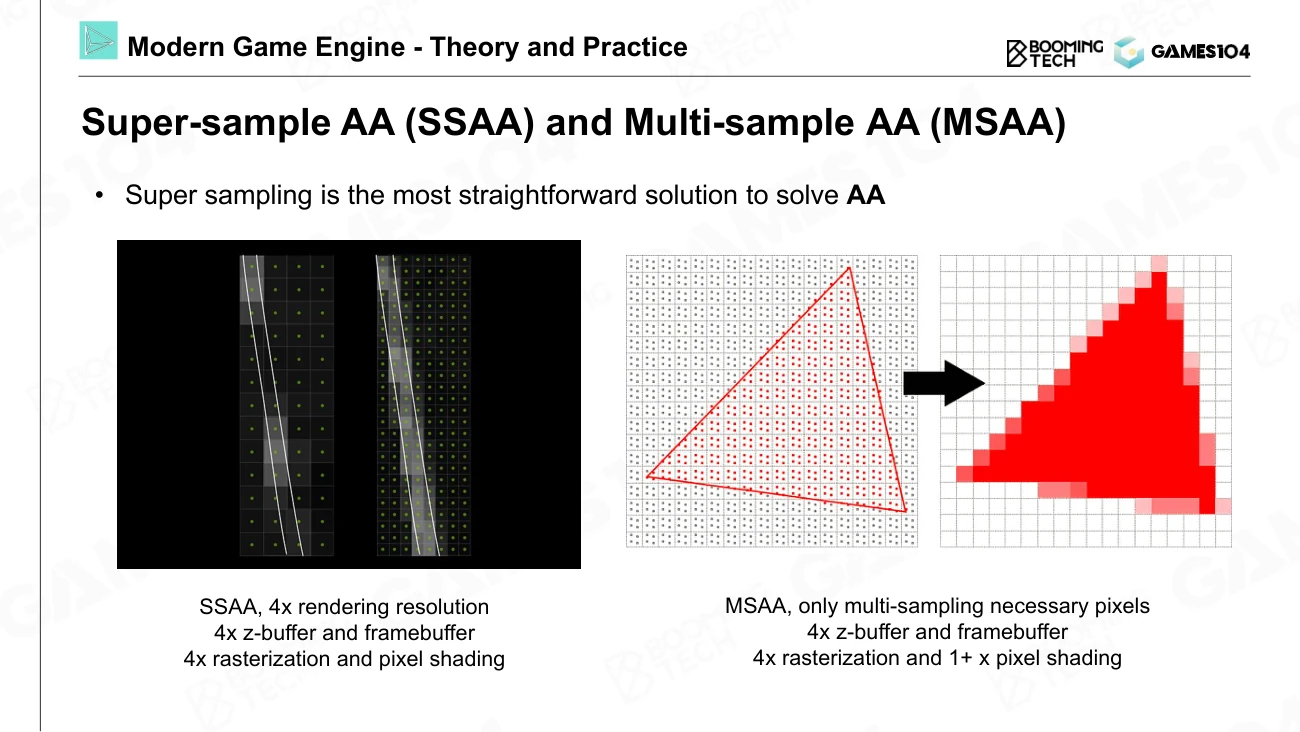 Modern Game Engine - Theory and Practice
BOOMING
TECH
GAMES104
Super-sample AA (SSAA) and Multi-sample AA (MSAA)
• Super sampling is the most straightforward solution to solve AA
SSAA, 4x rendering resolution
4x z-buffer and framebuffer
4x rasterization and pixel shading
MSAA, only multi-sampling necessary pixels
4x z-buffer and framebuffer
4x rasterization and 1+ x pixel shading